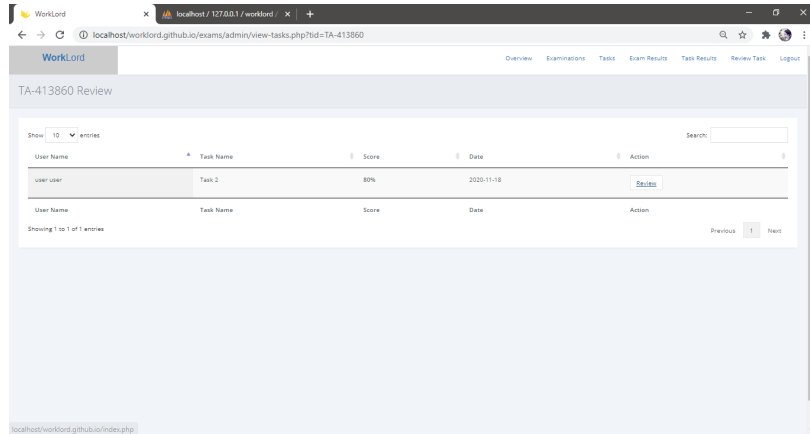 WorkLord
localhost / 127.0.0.1 / worklord /
localhost/worklord.github.io/exams/admin/view-tasks.php?tid=TA-413860
WorkLord
Overview Examinations Tasks Exam Results Task Results Review Task Logout
TA-413860 Review
Show 10 entries
Search:
User Name Task Name Score Date Action
user user Task 2 80% 2020-11-18 Review
User Name Task Name Score Date Action
Showing 1 to 1 of 1 entries
Previous 1 Next
localhost/worklord.github.io/index.php